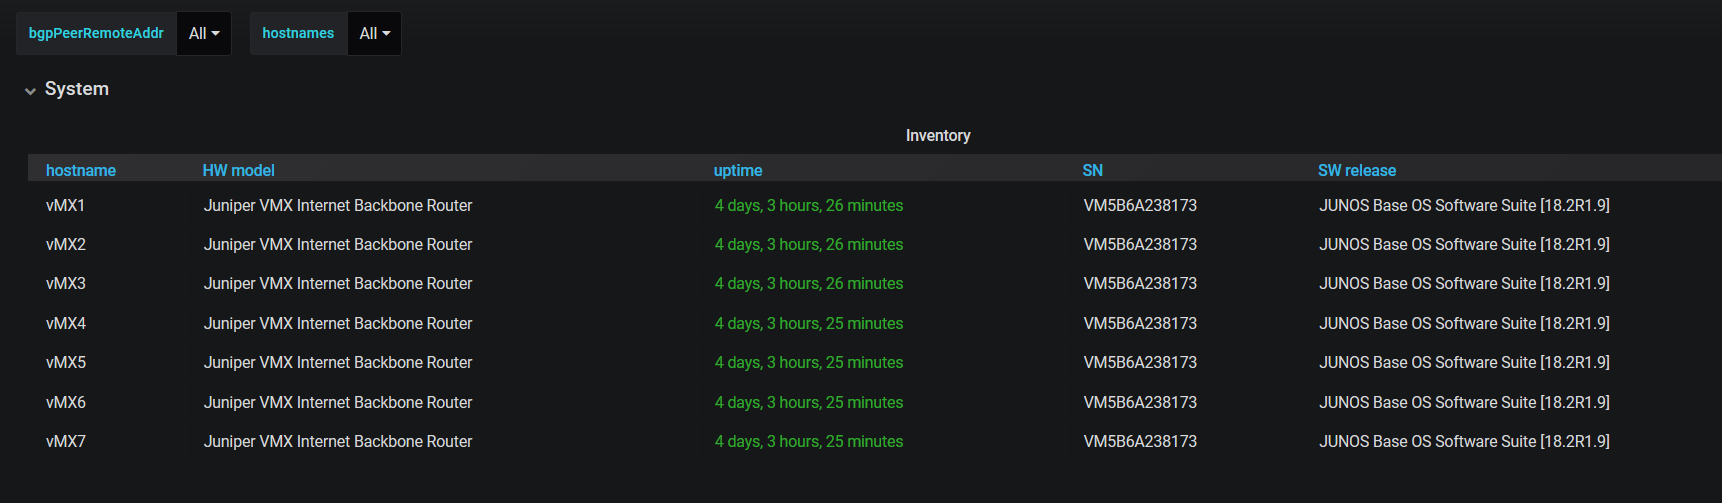 bgpPeerRemoteAddr All hostnames All
System
Inventory
hostname HW model uptime SN SW release
vMX1 Juniper VMX Internet Backbone Router 4 days, 3 hours, 26 minutes VM5B6A238173 JUNOS Base OS Software Suite [18.2R1.9]
vMX2 Juniper VMX Internet Backbone Router 4 days, 3 hours, 26 minutes VM5B6A238173 JUNOS Base OS Software Suite [18.2R1.9]
vMX3 Juniper VMX Internet Backbone Router 4 days, 3 hours, 26 minutes VM5B6A238173 JUNOS Base OS Software Suite [18.2R1.9]
vMX4 Juniper VMX Internet Backbone Router 4 days, 3 hours, 25 minutes VM5B6A238173 JUNOS Base OS Software Suite [18.2R1.9]
vMX5 Juniper VMX Internet Backbone Router 4 days, 3 hours, 25 minutes VM5B6A238173 JUNOS Base OS Software Suite [18.2R1.9]
vMX6 Juniper VMX Internet Backbone Router 4 days, 3 hours, 25 minutes VM5B6A238173 JUNOS Base OS Software Suite [18.2R1.9]
vMX7 Juniper VMX Internet Backbone Router 4 days, 3 hours, 25 minutes VM5B6A238173 JUNOS Base OS Software Suite [18.2R1.9]